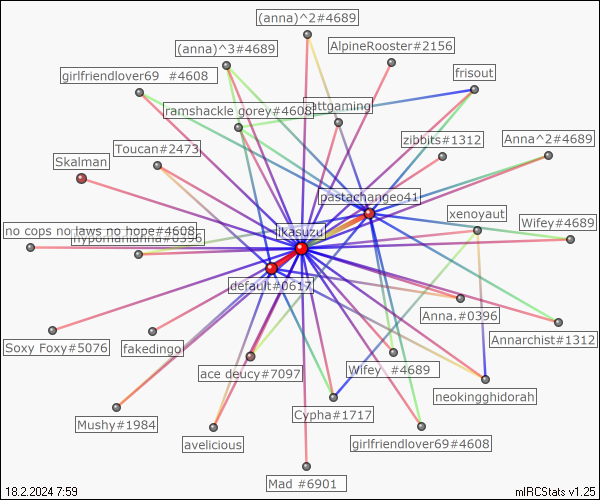 (anna)^2#4689
(anna)^3#4689
AlpineRooster#2156
girlfriendlover69 #4608
frisout
ramshackle gorey#4608
attgaming
Toucan#2473
zibbits#1312
Anna^2#4689
Skalman
pastachangeo41
xenoyaut
Wifey#4689
no cops no laws no hope#4608
hypomaniama#0396
ikasuzu
default#0617
Anna.#0396
Annarchist#1312
Soxy Foxy#5076
fakedingo
ace deucy#7097
Wifey #4689
neokingghidorah
Mushy#1984
Cypha#1717
avelicious
girlfriendlover69#4608
Mad #6901
18.2.2024 7:59
mIRCStats v1.25